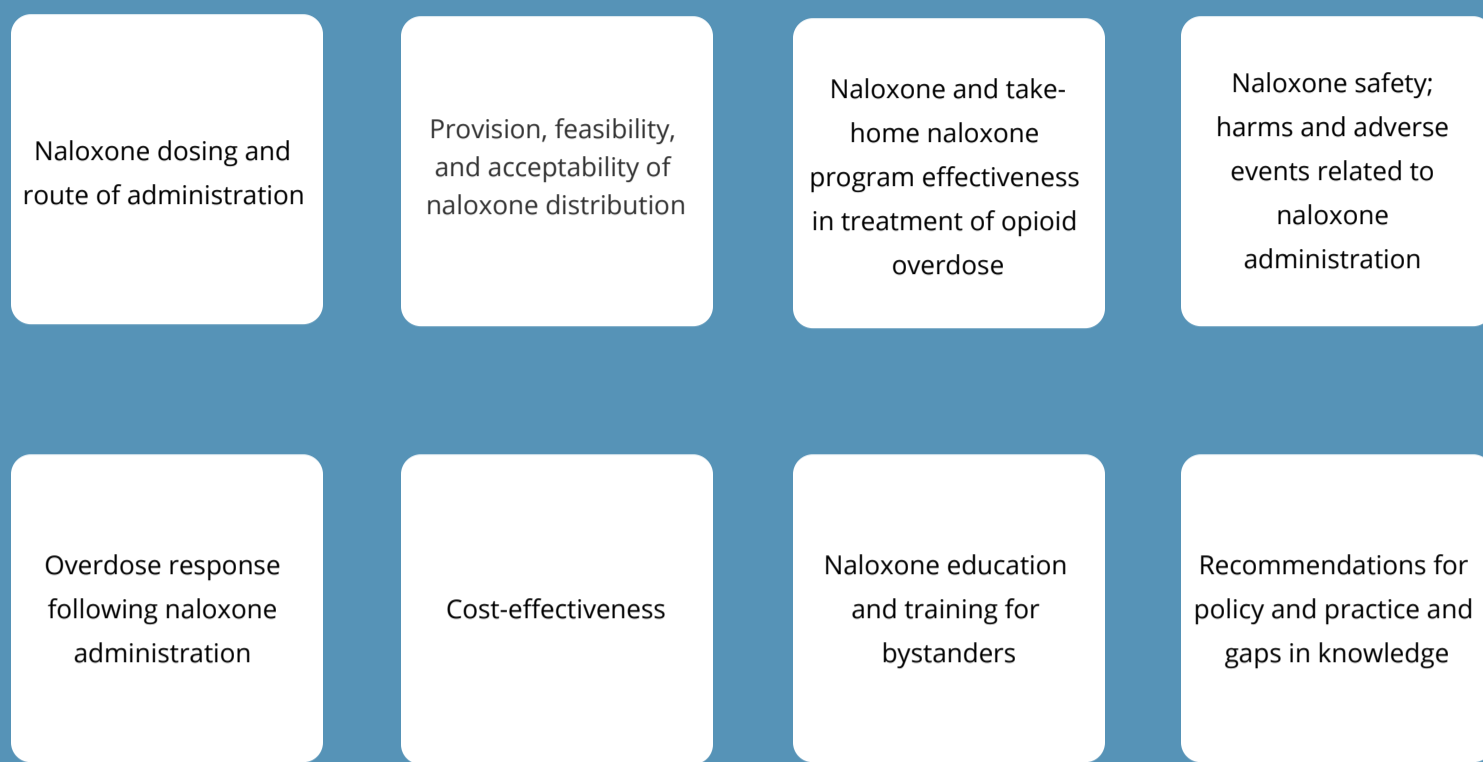 Naloxone dosing and
route of administration
Provision, feasibility,
and acceptability of
naloxone distribution
Naloxone and take-
home naloxone
program effectiveness
in treatment of opioid
overdose
Naloxone safety;
harms and adverse
events related to
naloxone
administration
Overdose response
following naloxone
administration
Cost-effectiveness
Naloxone education
and training for
bystanders
Recommendations for
policy and practice and
gaps in knowledge